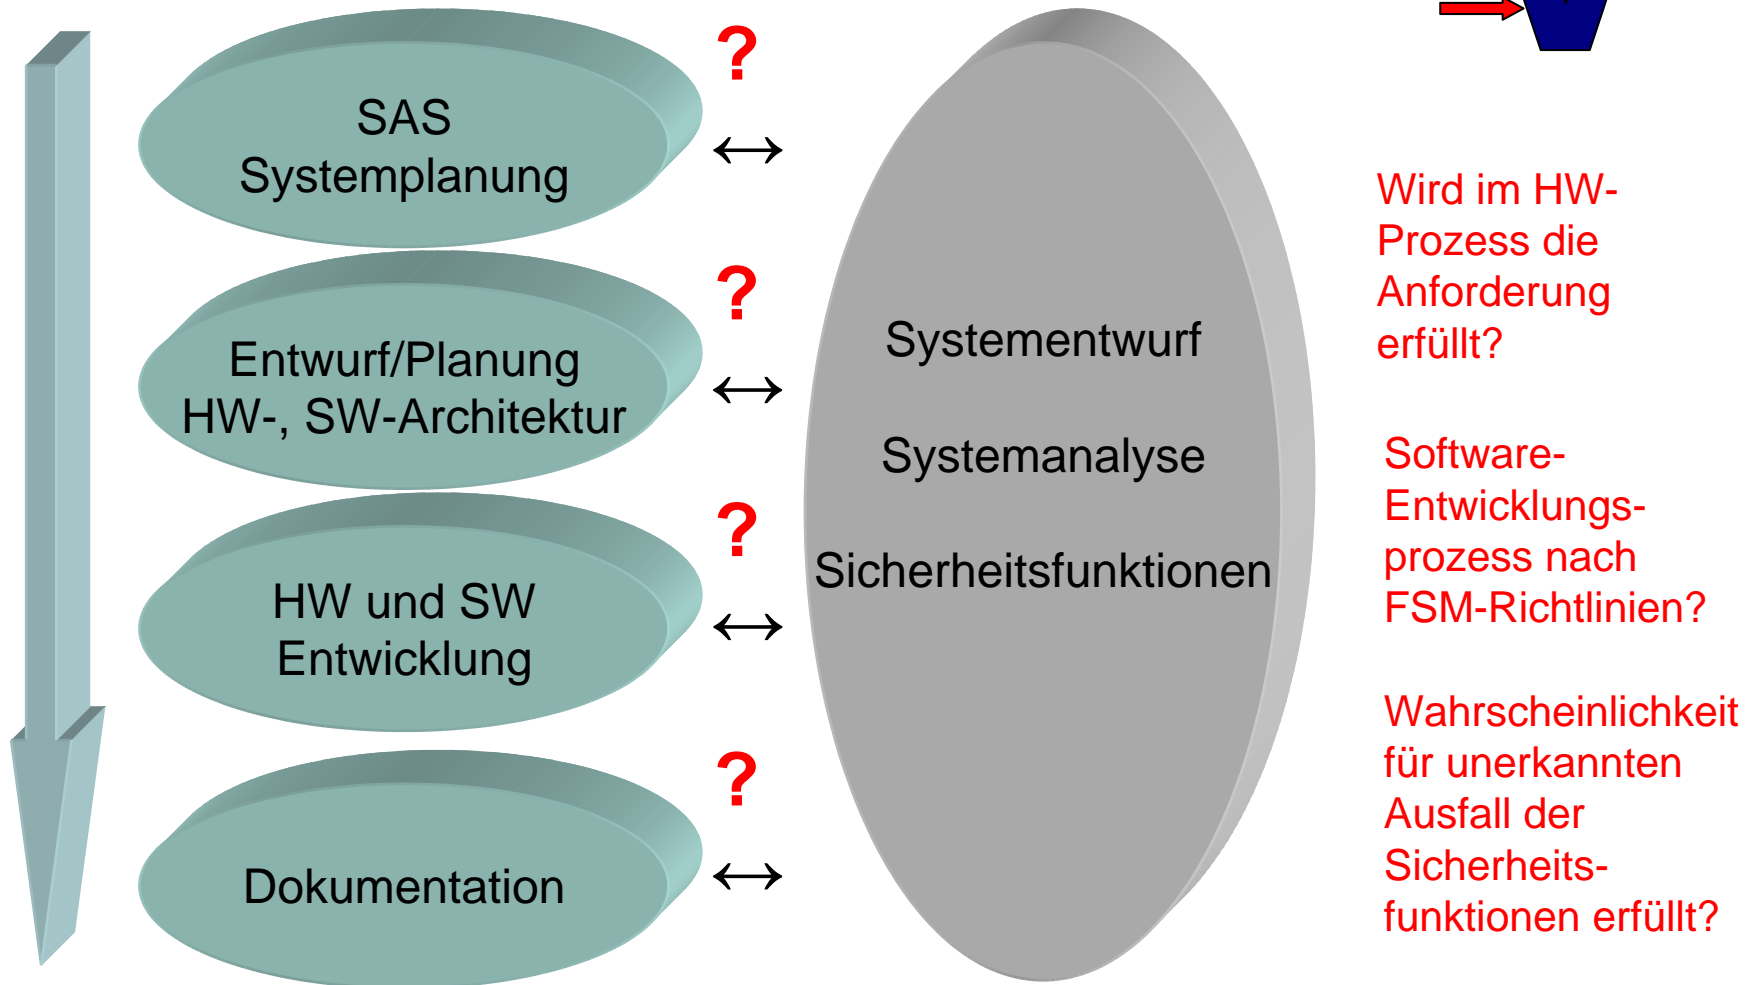 SAS
Systemplanung
?
↔
Entwurf/Planung
HW-, SW-Architektur
?
↔
HW und SW
Entwicklung
?
↔
Dokumentation
?
↔
Systementwurf
Systemanalyse
Sicherheitsfunktionen
Wird im HW-
Prozess die
Anforderung
erfüllt?
Software-
Entwicklungs-
prozess nach
FSM-Richtlinien?
Wahrscheinlichkeit
für unerkannten
Ausfall der
Sicherheits-
funktionen erfüllt?